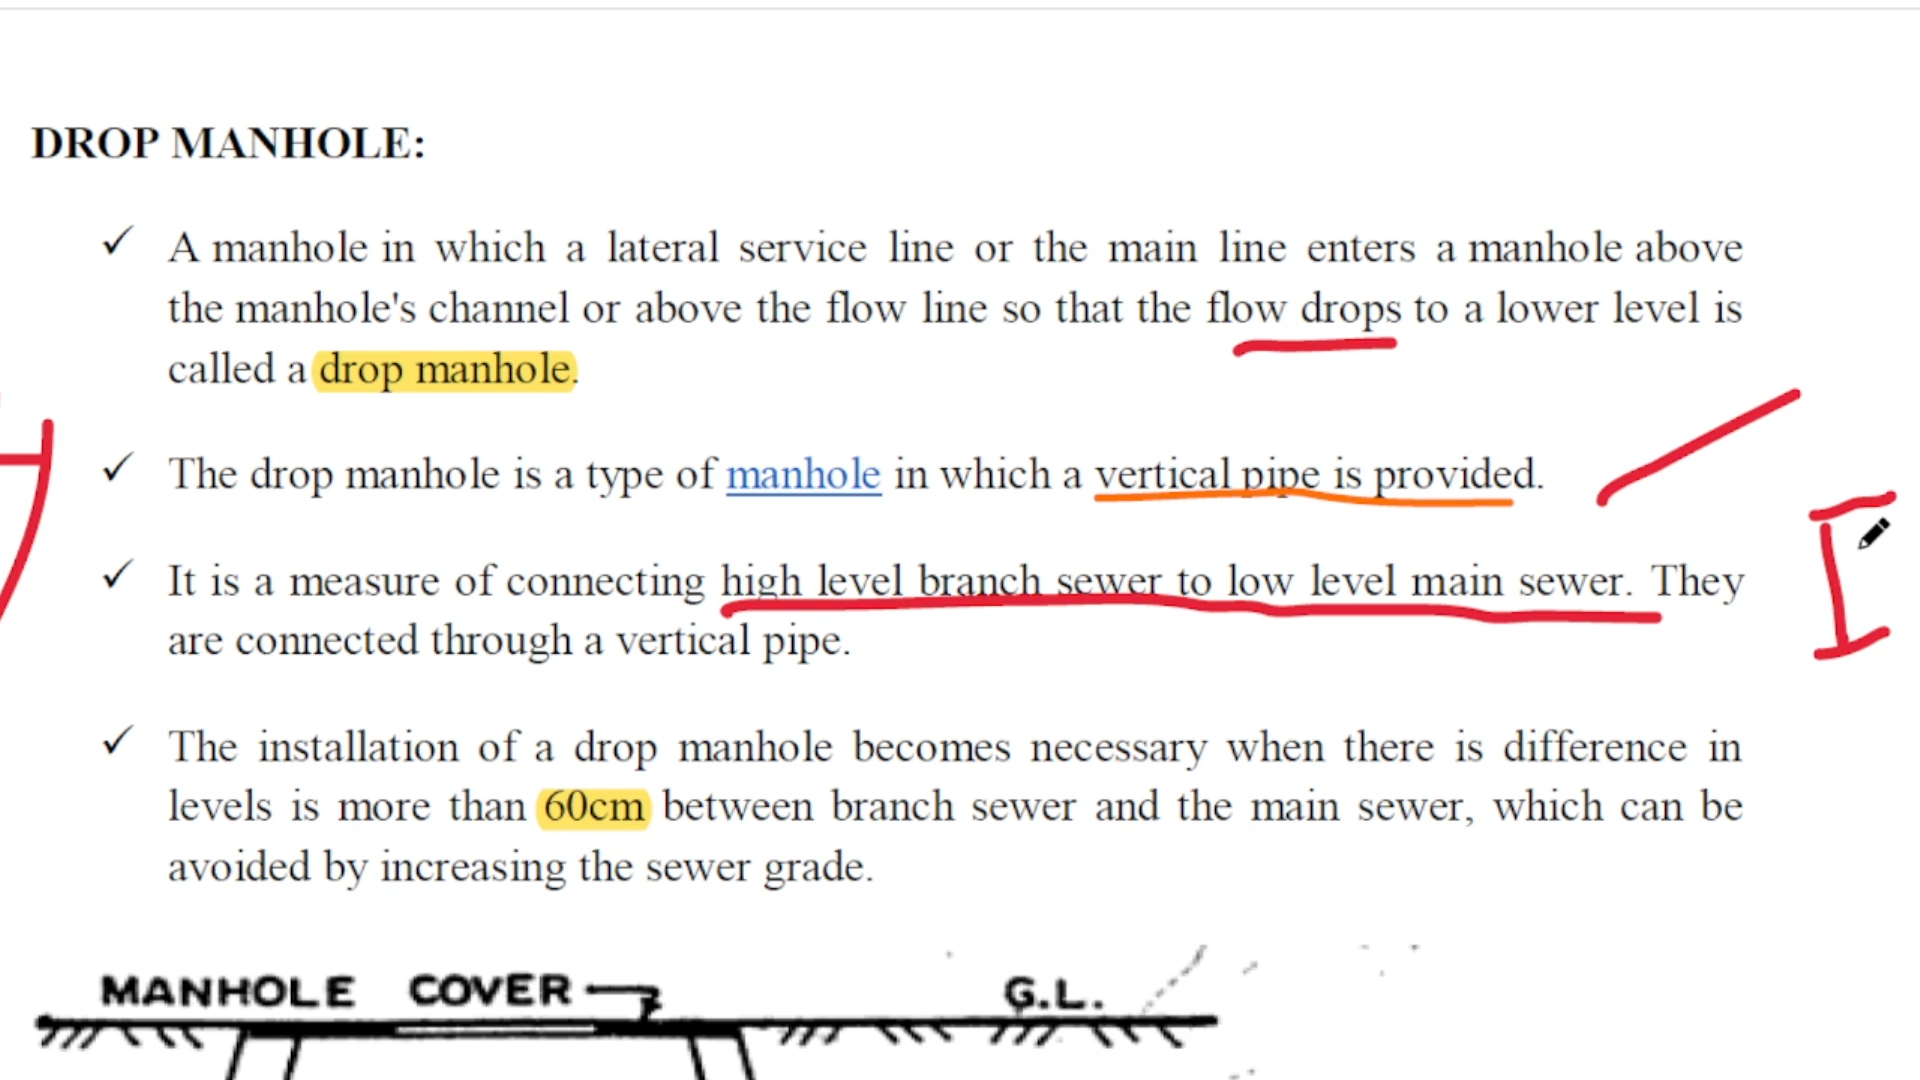 DROP MANHOLE:
✓ A manhole in which a lateral service line or the main line enters a manhole above
the manhole's channel or above the flow line so that the flow drops to a lower level is
called a drop manhole.
✓ The drop manhole is a type of manhole in which a vertical pipe is provided.
✓ It is a measure of connecting high level branch sewer to low level main sewer. They
are connected through a vertical pipe.
✓ The installation of a drop manhole becomes necessary when there is difference in
levels is more than 60cm between branch sewer and the main sewer, which can be
avoided by increasing the sewer grade.
MANHOLE COVER
G.L.